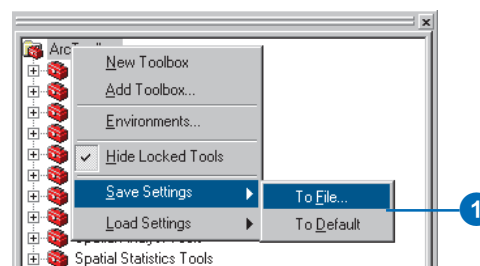 x
New Toolbox
Add Toolbox...
Environments...
Hide Locked Tools
Save Settings
To File...
1
Load Settings
To Default
Spatial Statistics Tools